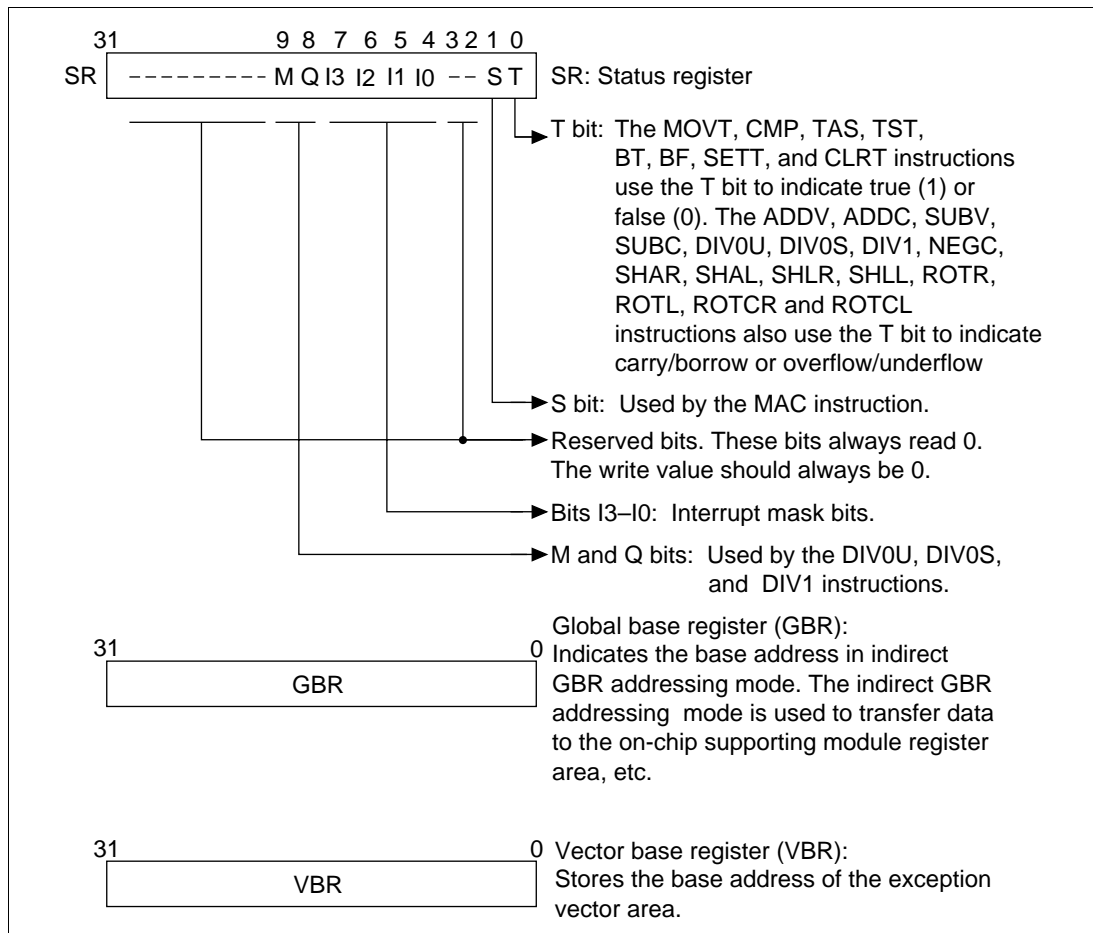 31 9 8 7 6 5 4 3 2 1 0
SR ---------- M Q I3 I2 I1 I0 -- S T SR: Status register
T bit: The MOVT, CMP, TAS, TST,
BT, BF, SETT, and CLRT instructions
use the T bit to indicate true (1) or
false (0). The ADDV, ADDC, SUBV,
SUBC, DIV0U, DIV0S, DIV1, NEGC,
SHAR, SHAL, SHLR, SHLL, ROTR,
ROTL, ROTCR and ROTCL
instructions also use the T bit to indicate
carry/borrow or overflow/underflow
S bit: Used by the MAC instruction.
Reserved bits. These bits always read 0.
The write value should always be 0.
Bits I3–I0: Interrupt mask bits.
M and Q bits: Used by the DIV0U, DIV0S,
and DIV1 instructions.
31 0
GBR
Global base register (GBR):
Indicates the base address in indirect
GBR addressing mode. The indirect GBR
addressing mode is used to transfer data
to the on-chip supporting module register
area, etc.
31 0
VBR
Vector base register (VBR):
Stores the base address of the exception
vector area.